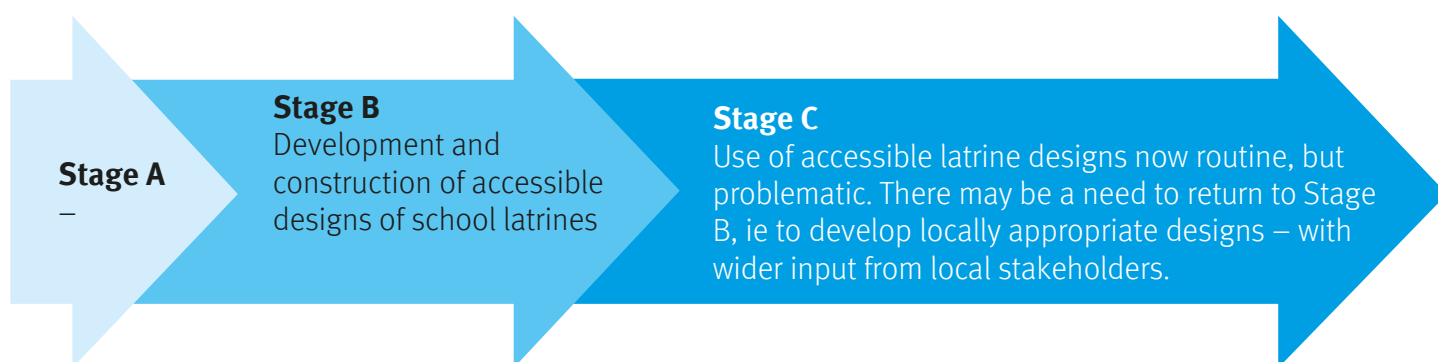 Stage A
–
Stage B
Development and
construction of accessible
designs of school latrines
Stage C
Use of accessible latrine designs now routine, but
problematic. There may be a need to return to Stage
B, ie to develop locally appropriate designs – with
wider input from local stakeholders.